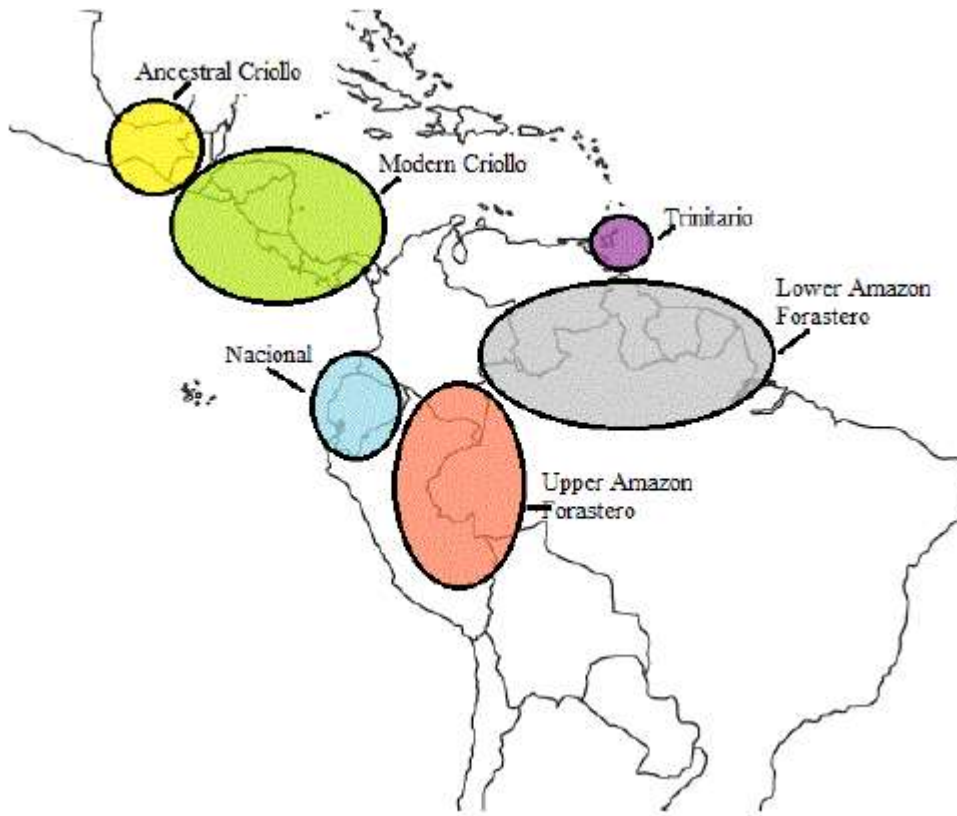 Ancestral Criollo
Modern Criollo
Trinitario
Lower Amazon
Forastero
Nacional
Upper Amazon
Forastero